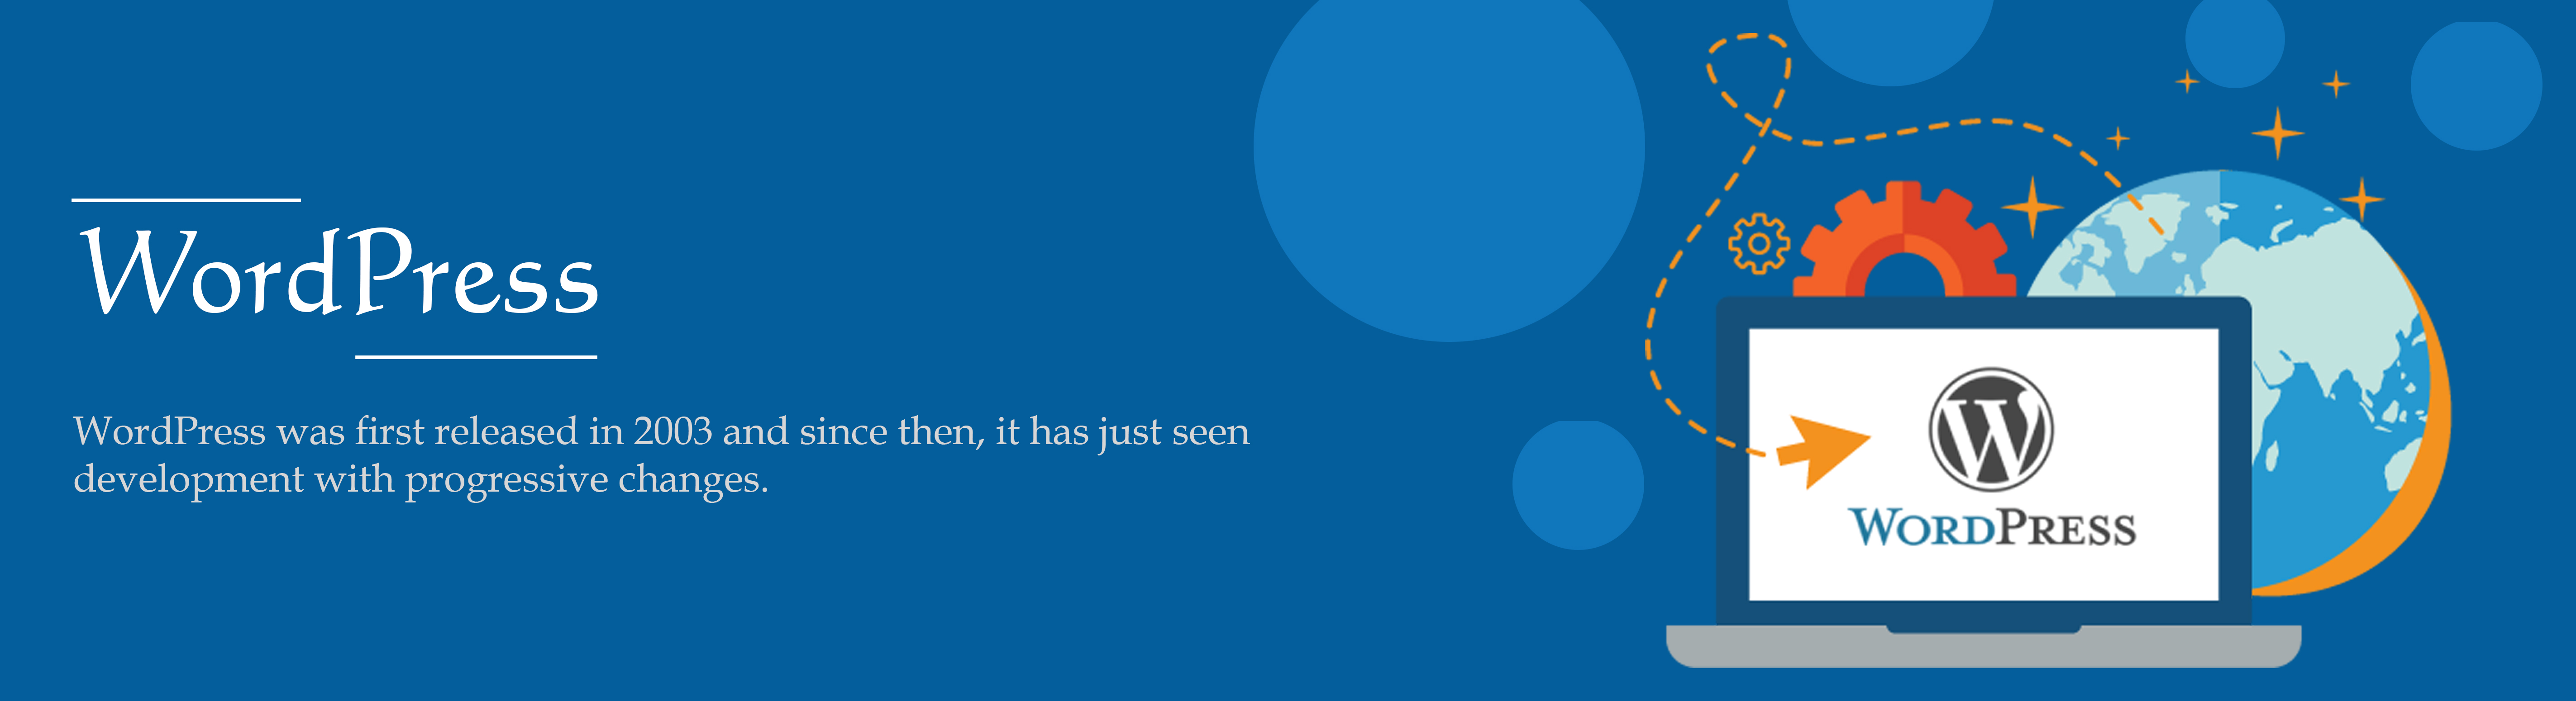 WordPress
WordPress was first released in 2003 and since then, it has just seen
development with progressive changes.
W
WORDPRESS